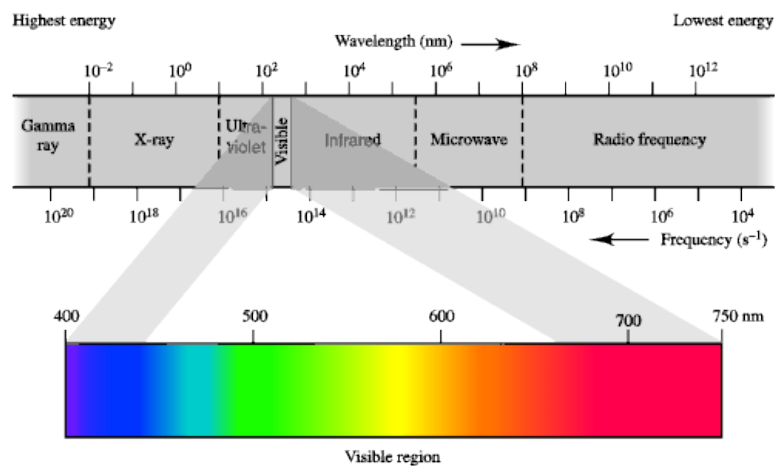 Highest energy Lowest energy
Wavelength (nm)
10⁻² 10⁰ 10² 10⁴ 10⁶ 10⁸ 10¹⁰ 10¹²
Gamma
ray
X-ray
Ultra-
violet
Visible
Infrared
Microwave
Radio frequency
10²⁰ 10¹⁸ 10¹⁶ 10¹⁴ 10¹² 10¹⁰ 10⁸ 10⁶ 10⁴
Frequency (s⁻¹)
400 500 600 700 750 nm
Visible region